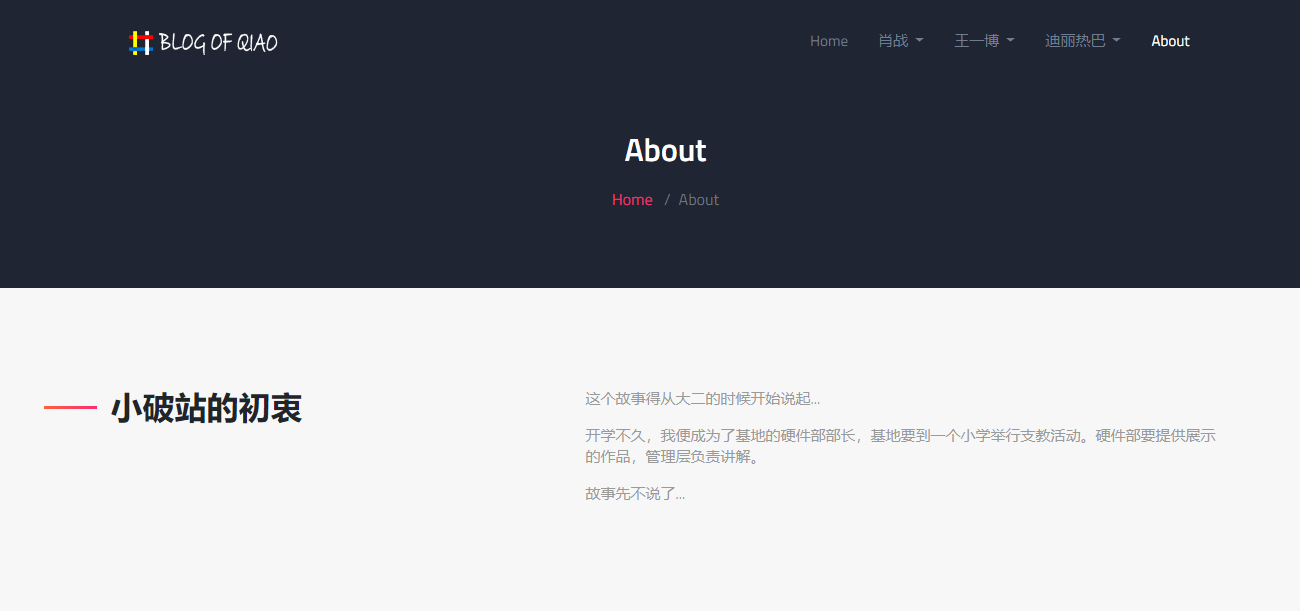 BLOG OF QIAO
Home 肖战 王一博 迪丽热巴 About
About
Home / About
小破站的初衷
这个故事得从大二的时候开始说起...
开学不久，我便成为了基地的硬件部部长，基地要到一个小学举行支教活动。硬件部要提供展示
的作品，管理层负责讲解。
故事先不说了...